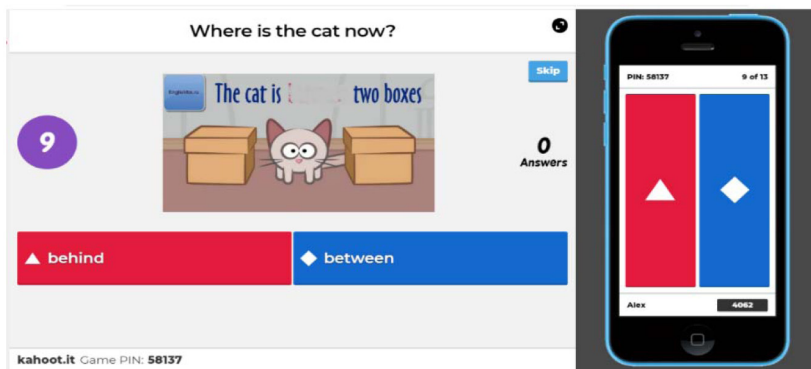 Where is the cat now?
Skip
The cat is two boxes
9
0
Answers
behind
between
kahoot.it Game PIN: 58137
PIN: 58137 9 of 13
Alex 4062